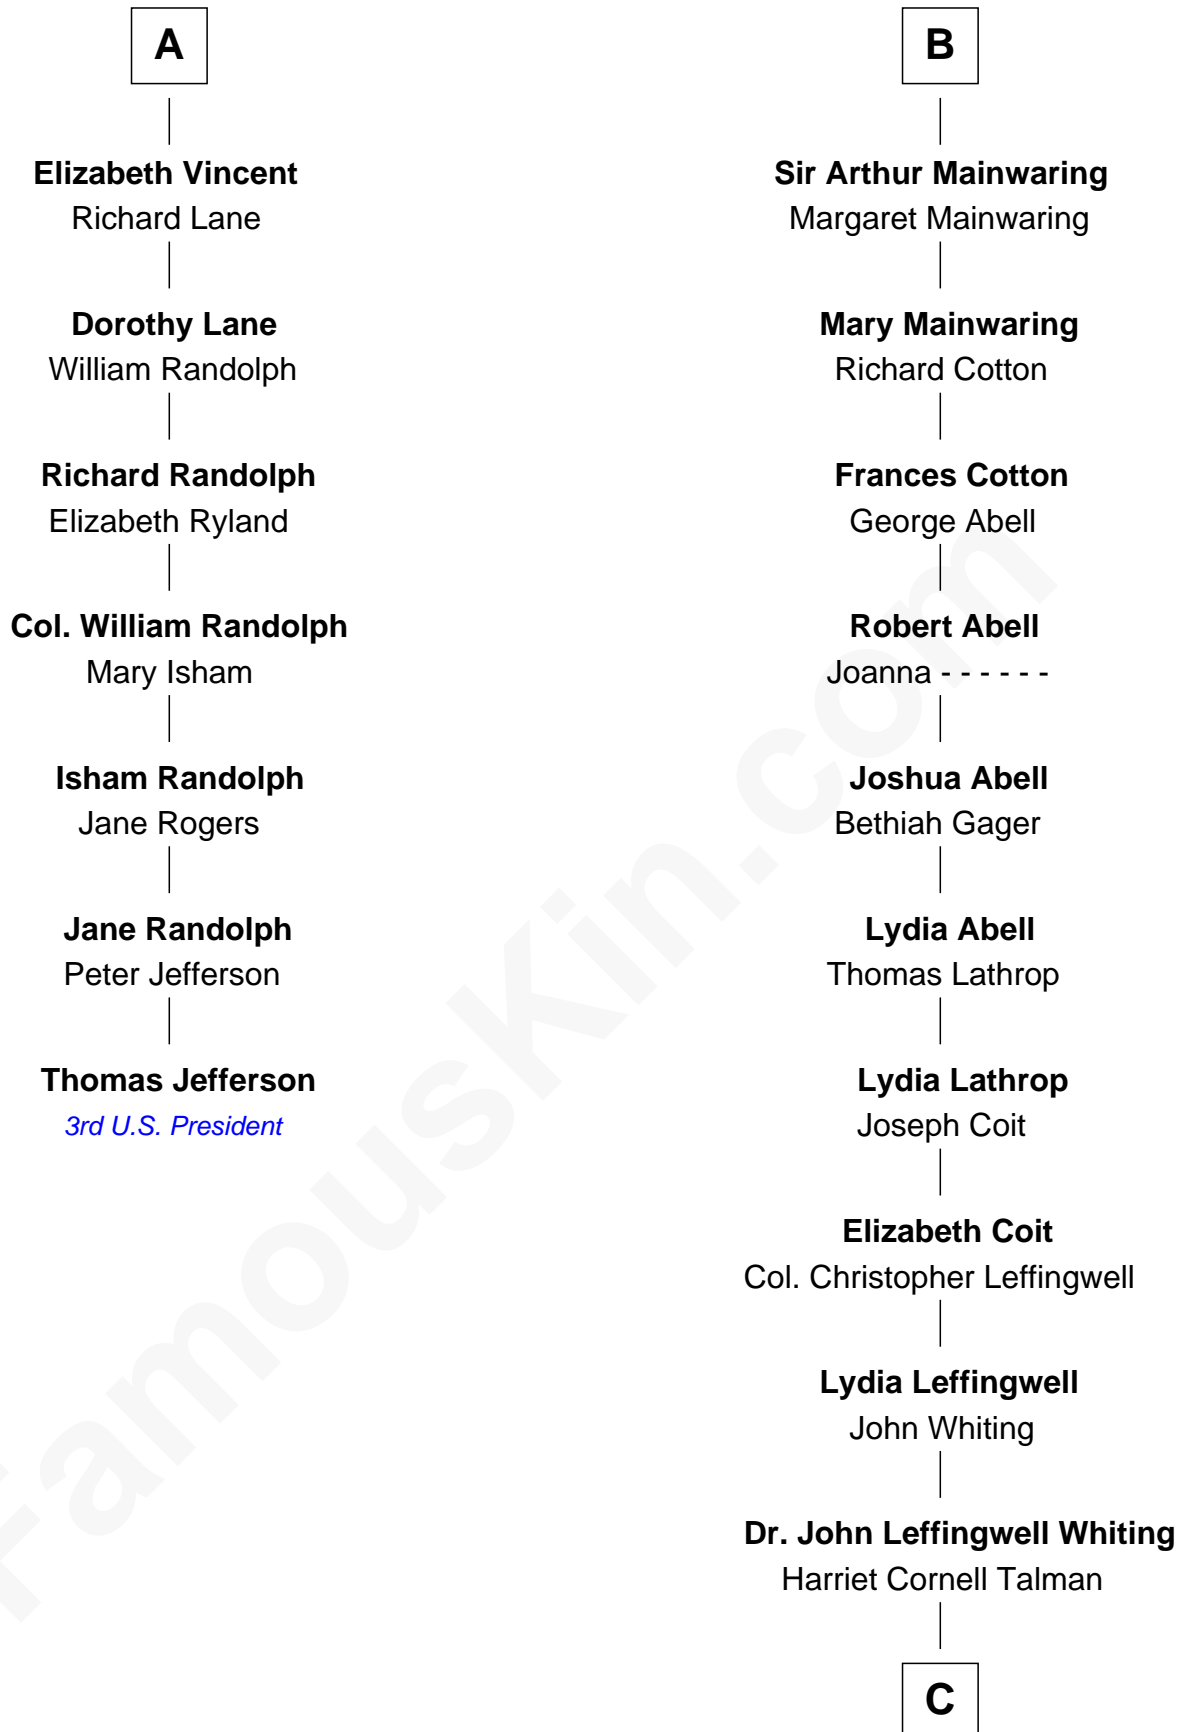 A
Elizabeth Vincent
Richard Lane
Dorothy Lane
William Randolph
Richard Randolph
Elizabeth Ryland
Col. William Randolph
Mary Isham
Isham Randolph
Jane Rogers
Jane Randolph
Peter Jefferson
Thomas Jefferson
3rd U.S. President
B
Sir Arthur Mainwaring
Margaret Mainwaring
Mary Mainwaring
Richard Cotton
Frances Cotton
George Abell
Robert Abell
Joanna - - - - - -
Joshua Abell
Bethiah Gager
Lydia Abell
Thomas Lathrop
Lydia Lathrop
Joseph Coit
Elizabeth Coit
Col. Christopher Leffingwell
Lydia Leffingwell
John Whiting
Dr. John Leffingwell Whiting
Harriet Cornell Talman
C
FamousKin.com